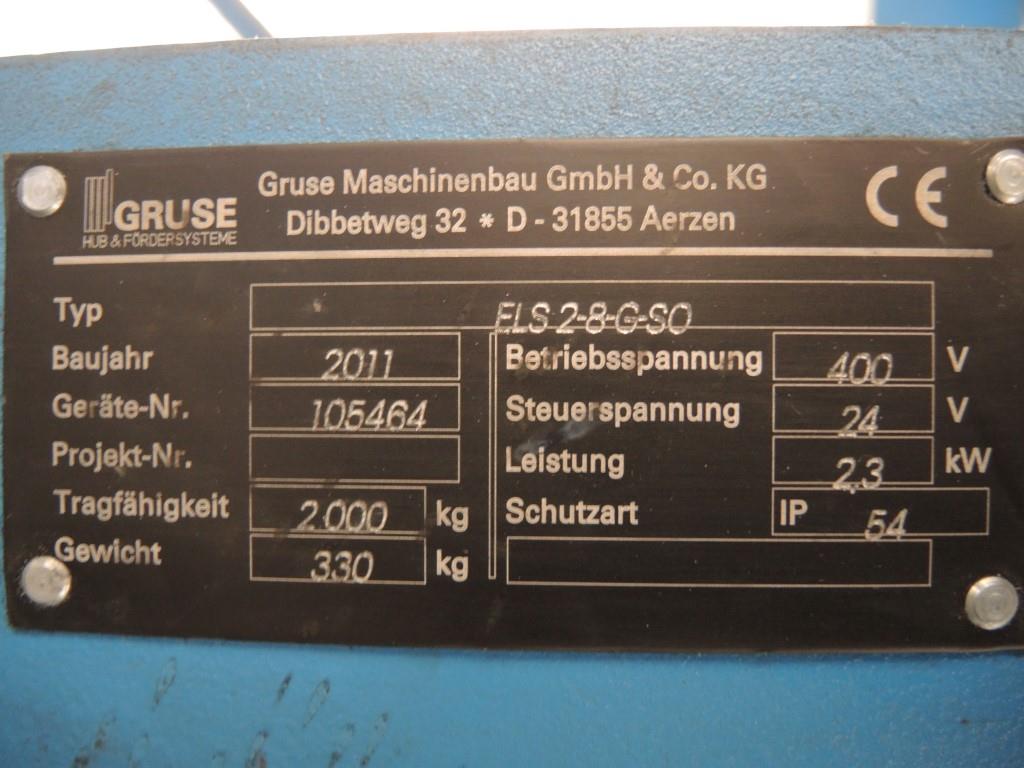 GRUSE
HUB & FÖRDERSYSTEME
Gruse Maschinenbau GmbH & Co. KG
Dibbetweg 32 * D - 31855 Aerzen
CE
Typ ELS 2-8-G-SO
Baujahr 2011
Geräte-Nr. 105464
Projekt-Nr.
Tragfähigkeit 2000 kg
Gewicht 330 kg
Betriebsspannung 400 V
Steuerspannung 24 V
Leistung 2,3 kW
Schutzart IP 54